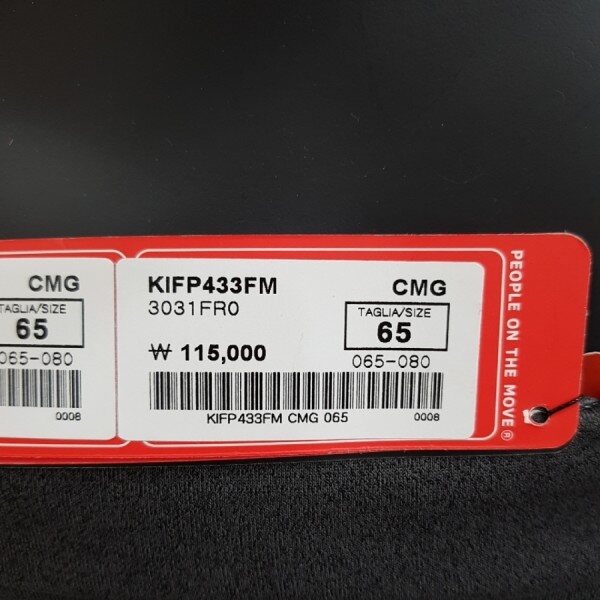 CMG
TAGLIA/SIZE
65
065-080
0008
KIFP433FM CMG
3031FR0
TAGLIA/SIZE
65
₩ 115,000
065-080
KIFP433FM CMG 065 0008
PEOPLE ON THE MOVE®